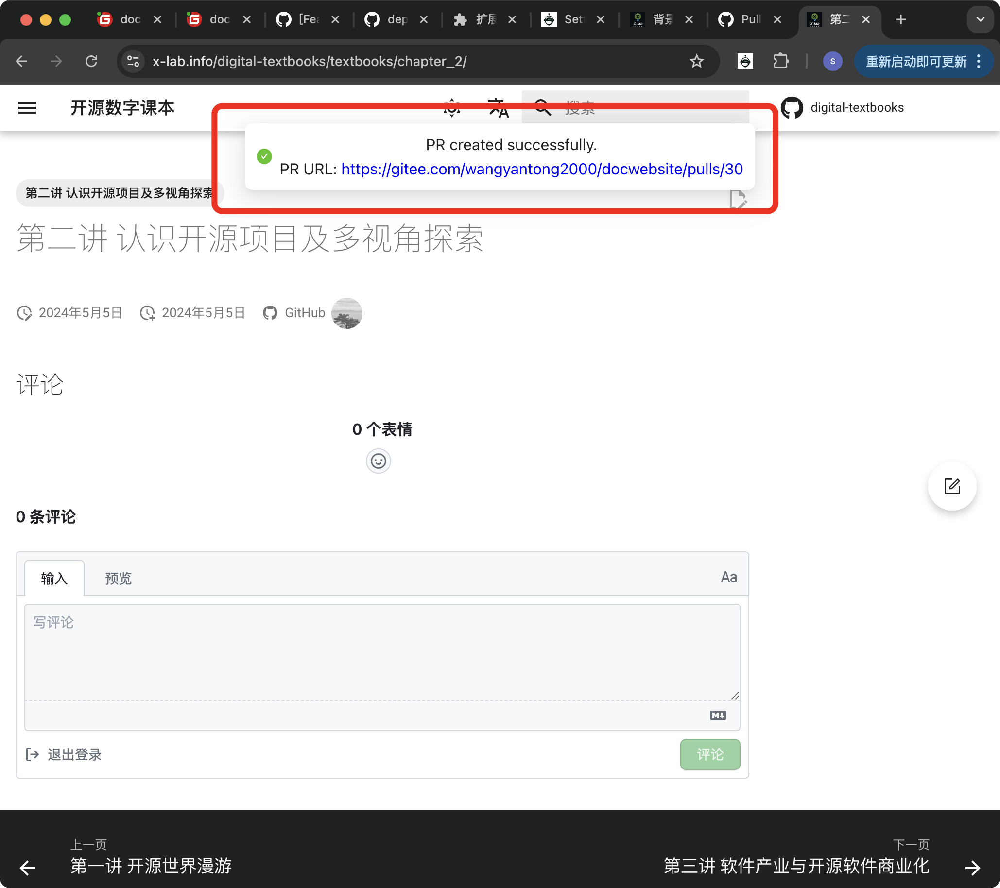 doc
doc
[Fea
dep
扩展
Set
背景
Pull
第二
x-lab.info/digital-textbooks/textbooks/chapter_2/
S
重新启动即可更新
开源数字课本
搜索
digital-textbooks
PR created successfully.
PR URL: https://gitee.com/wangyantong2000/docwebsite/pulls/30
第二讲 认识开源项目及多视角探索
第二讲 认识开源项目及多视角探索
2024年5月5日
2024年5月5日
GitHub
评论
0 个表情
0 条评论
输入
预览
Aa
写评论
M
退出登录
评论
上一页
第一讲 开源世界漫游
下一页
第三讲 软件产业与开源软件商业化